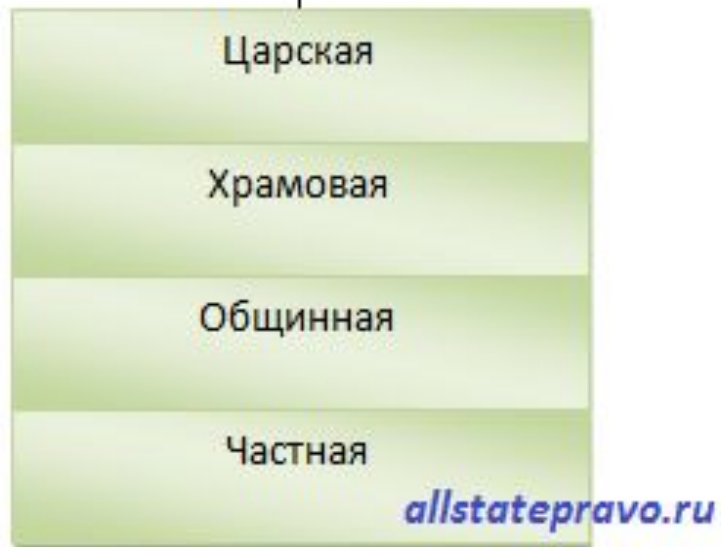 Царская
Храмовая
Общинная
Частная
allstatepravo.ru